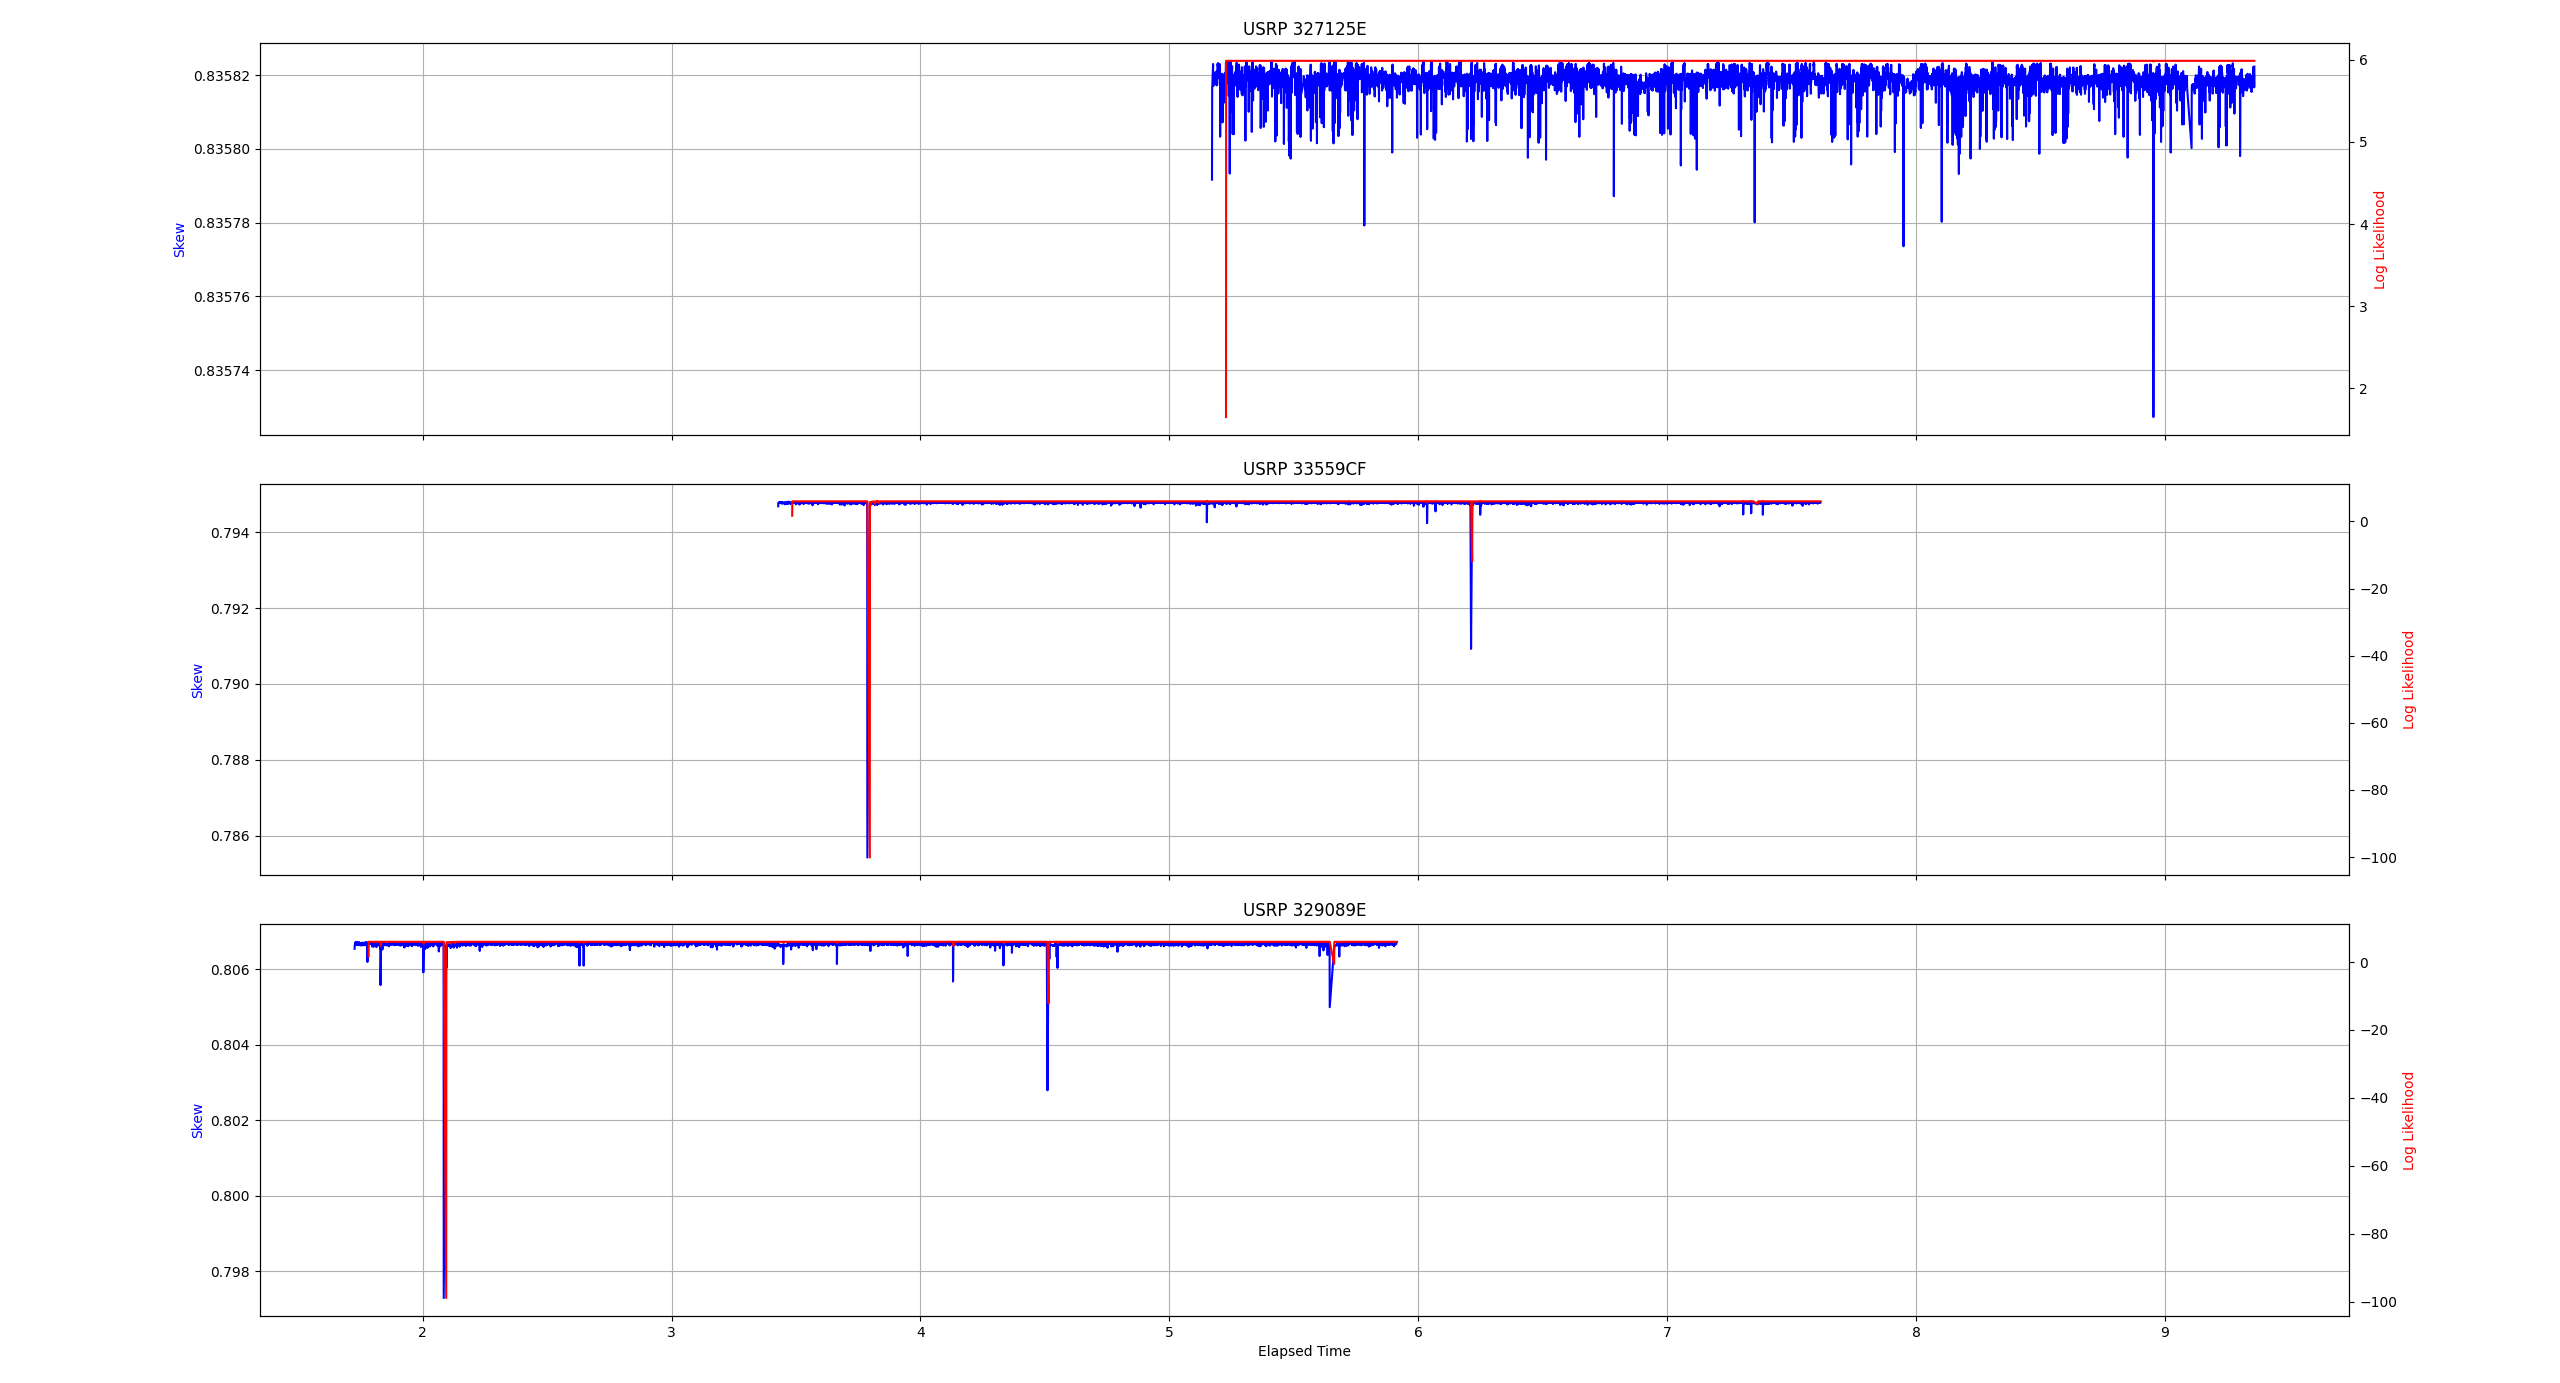 USRP 327125E
0.83582
0.83580
0.83578
0.83576
0.83574
Skew
6
5
4
3
2
Log Likelihood
USRP 33559CF
0.794
0.792
0.790
0.788
0.786
Skew
0
−20
−40
−60
−80
−100
Log Likelihood
USRP 329089E
0.806
0.804
0.802
0.800
0.798
Skew
0
−20
−40
−60
−80
−100
Log Likelihood
2 3 4 5 6 7 8 9
Elapsed Time